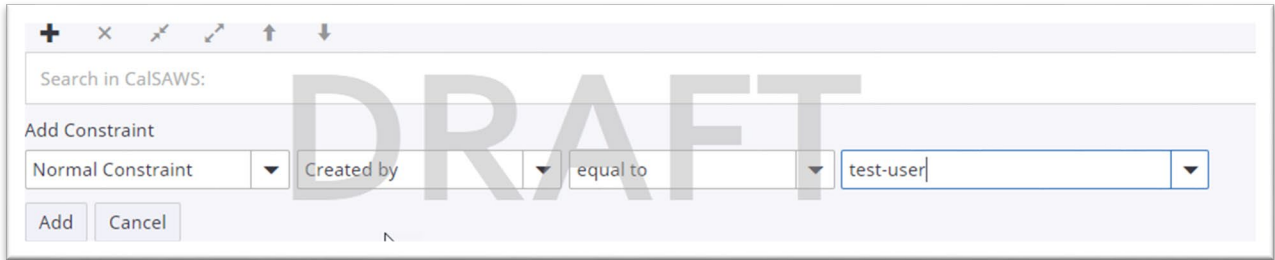 Search in CalSAWS:
DRAFT
Add Constraint
Normal Constraint Created by equal to test-user
Add Cancel